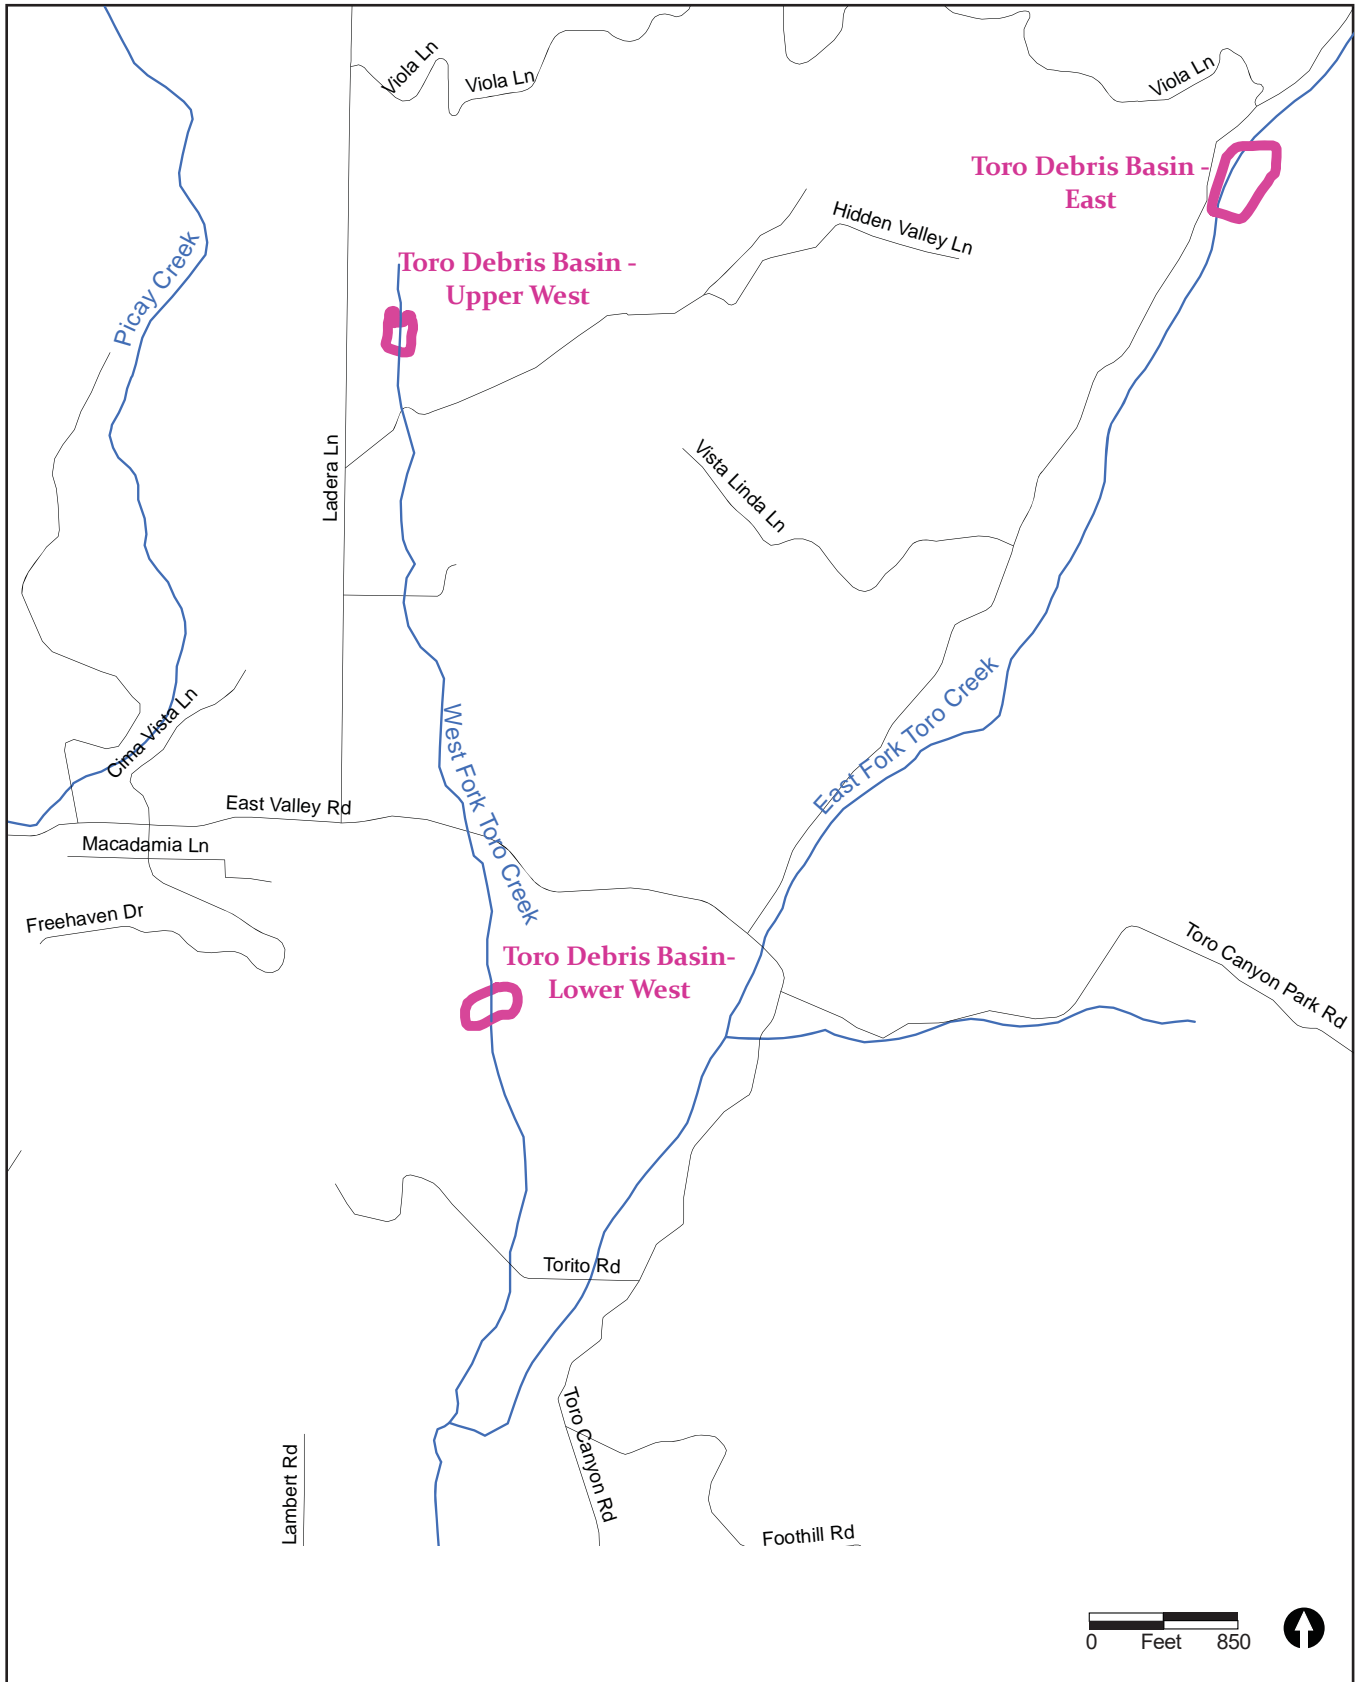 Viola Ln
Viola Ln
Viola Ln
Toro Debris Basin -
East
Hidden Valley Ln
Picay Creek
Toro Debris Basin -
Upper West
Ladera Ln
Vista Linda Ln
East Fork Toro Creek
Cima Vista Ln
West Fork Toro Creek
East Valley Rd
Macadamia Ln
Freehaven Dr
Toro Debris Basin-
Lower West
Toro Canyon Park Rd
Torito Rd
Toro Canyon Rd
Lambert Rd
Foothill Rd
0 Feet 850